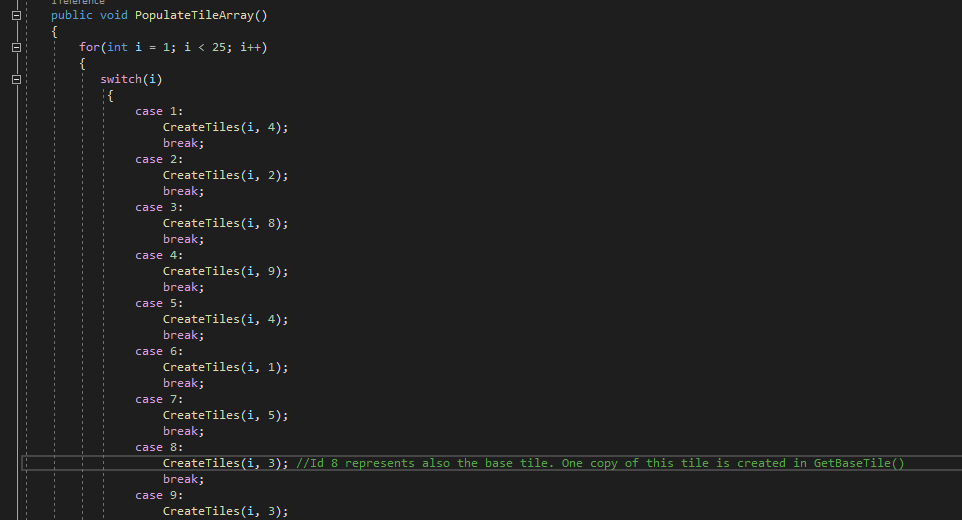 1 reference
public void PopulateTileArray()
{
for(int i = 1; i < 25; i++)
{
switch(i)
{
case 1:
CreateTiles(i, 4);
break;
case 2:
CreateTiles(i, 2);
break;
case 3:
CreateTiles(i, 8);
break;
case 4:
CreateTiles(i, 9);
break;
case 5:
CreateTiles(i, 4);
break;
case 6:
CreateTiles(i, 1);
break;
case 7:
CreateTiles(i, 5);
break;
case 8:
CreateTiles(i, 3); //Id 8 represents also the base tile. One copy of this tile is created in GetBaseTile()
break;
case 9:
CreateTiles(i, 3);